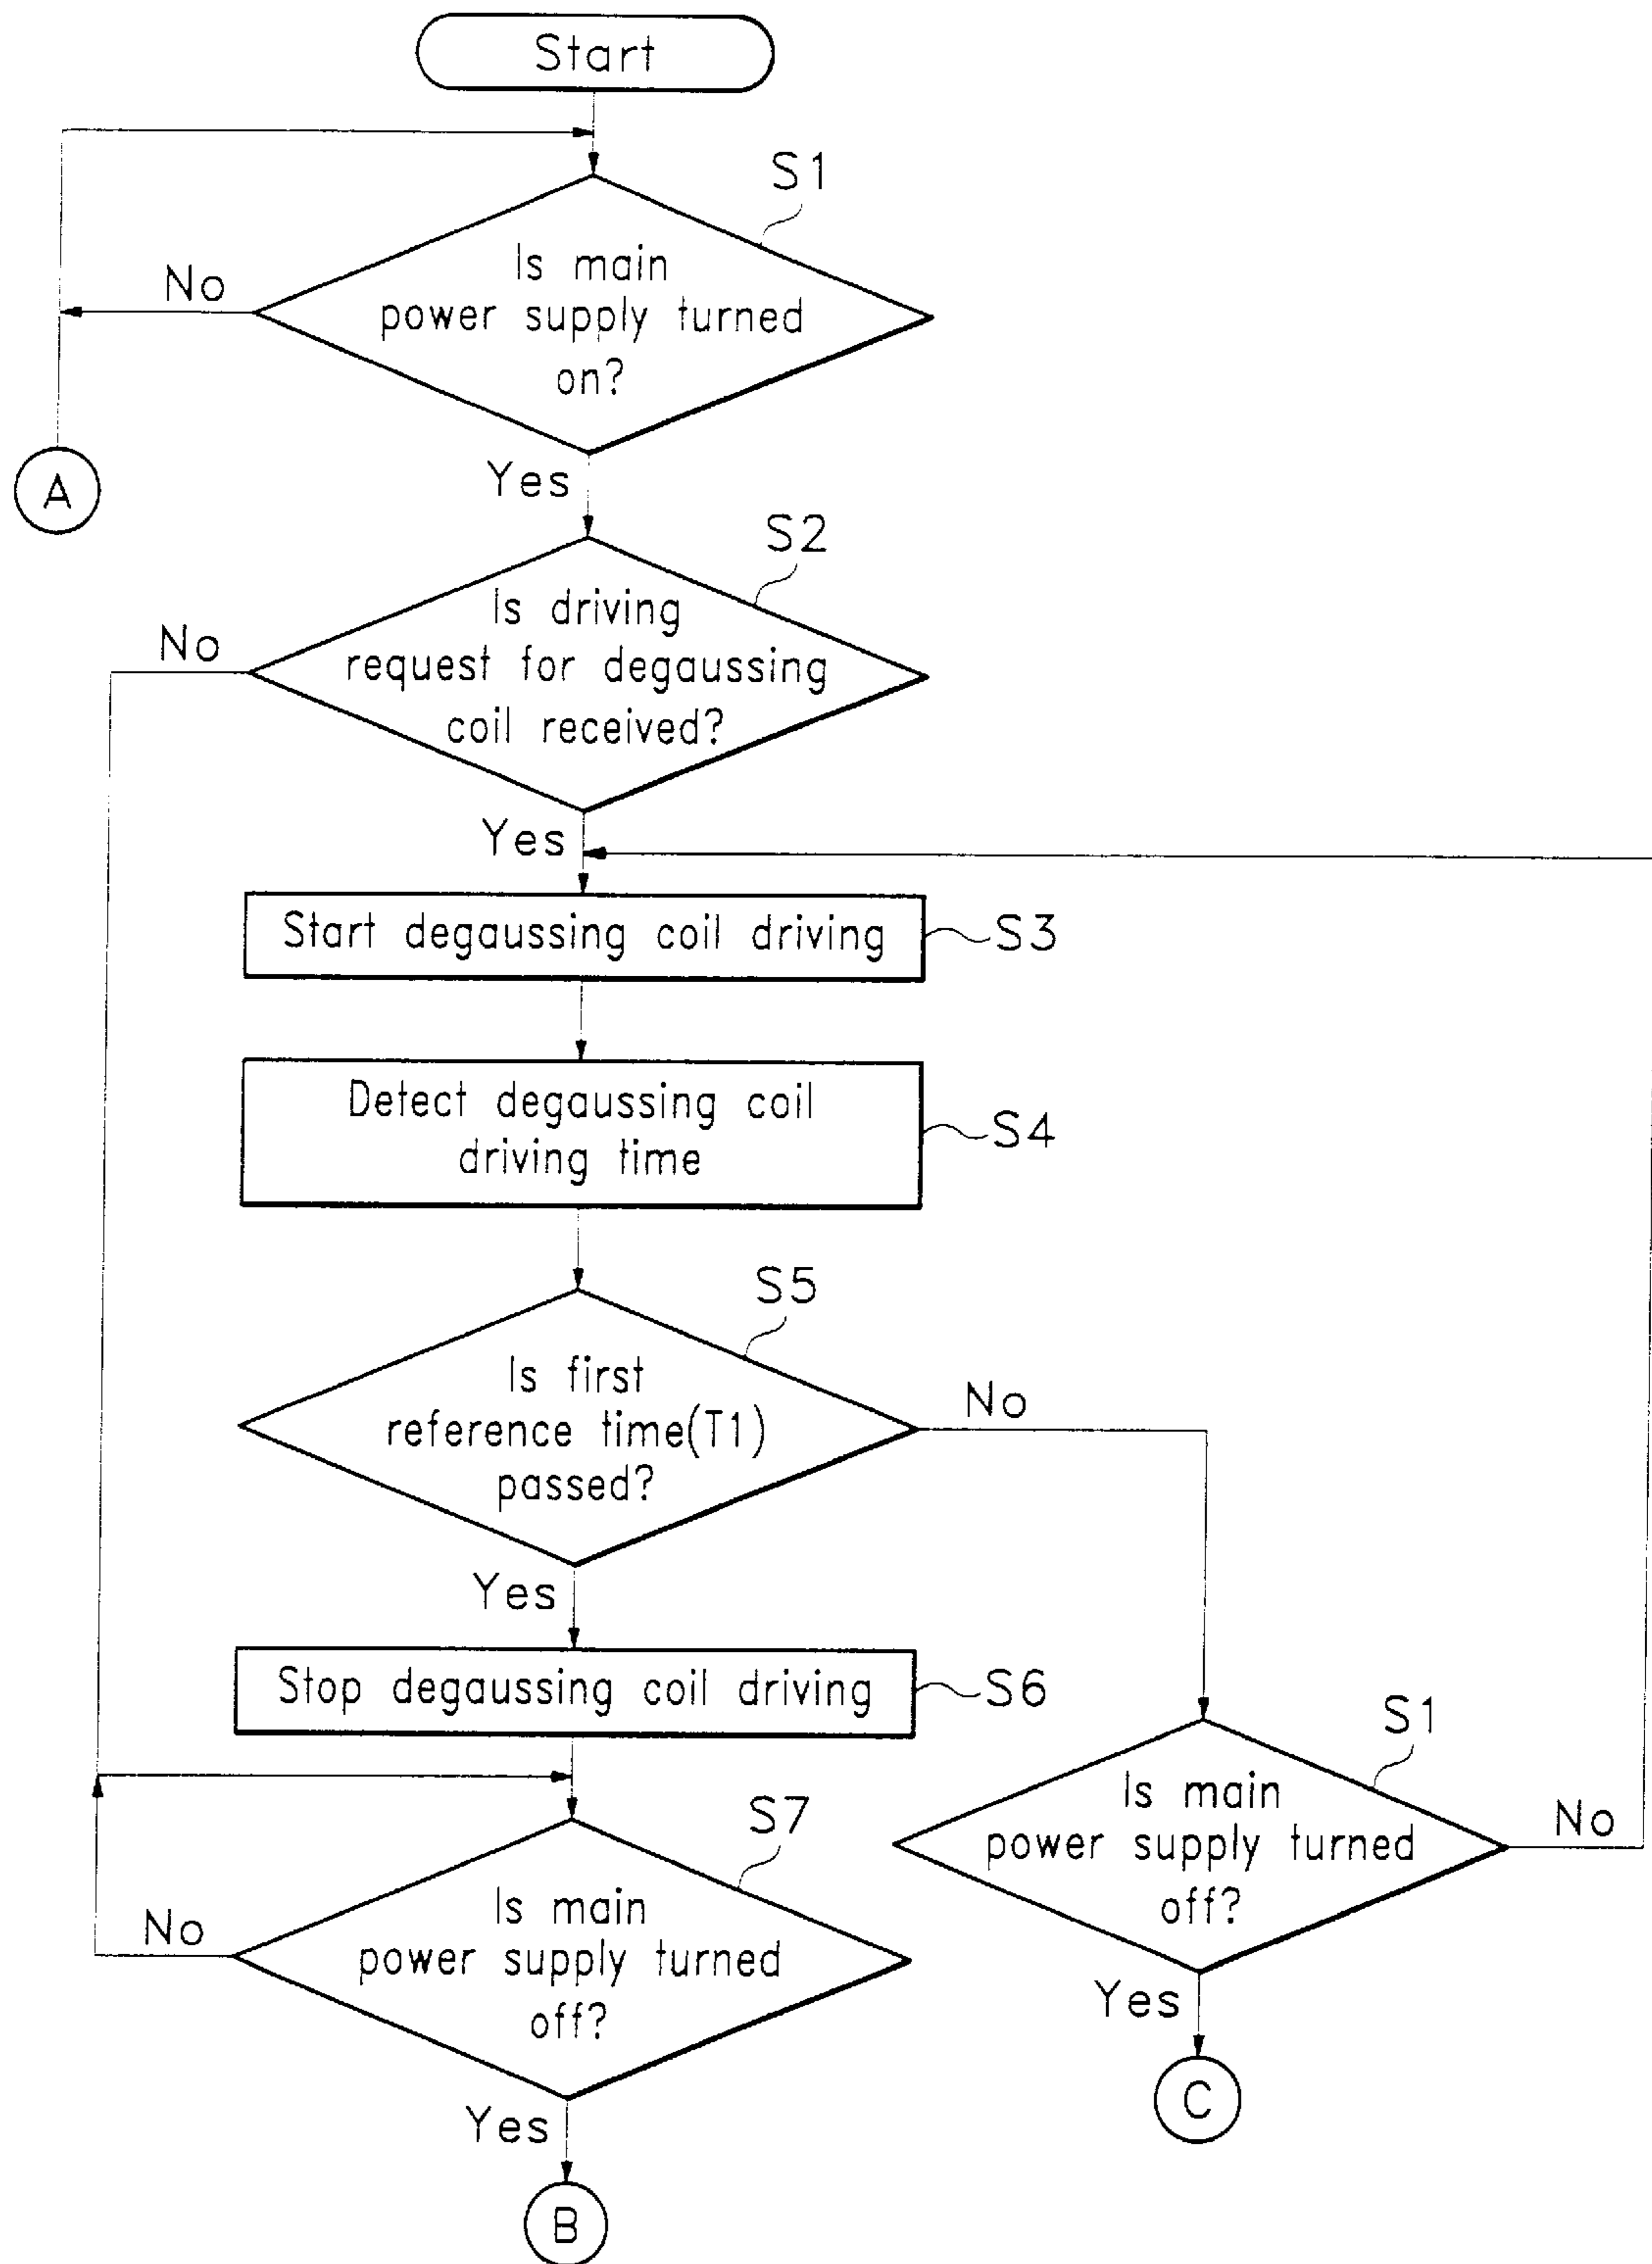 Start
S1
Is main
power supply turned
on?
No
A
Yes
S2
Is driving
request for degaussing
coil received?
No
Yes
Start degaussing coil driving
S3
Detect degaussing coil
driving time
S4
S5
Is first
reference time(T1)
passed?
No
Yes
Stop degaussing coil driving
S6
S1
Is main
power supply turned
off?
No
Yes
C
S7
Is main
power supply turned
off?
No
Yes
B